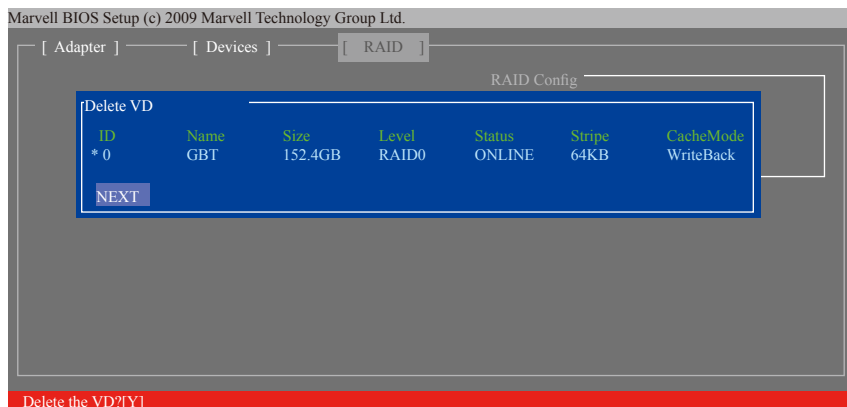 Marvell BIOS Setup (c) 2009 Marvell Technology Group Ltd.
[ Adapter ] [ Devices ] [ RAID ]
RAID Config
Delete VD
ID Name Size Level Status Stripe CacheMode
* 0 GBT 152.4GB RAID0 ONLINE 64KB WriteBack
NEXT
Delete the VD?[Y]